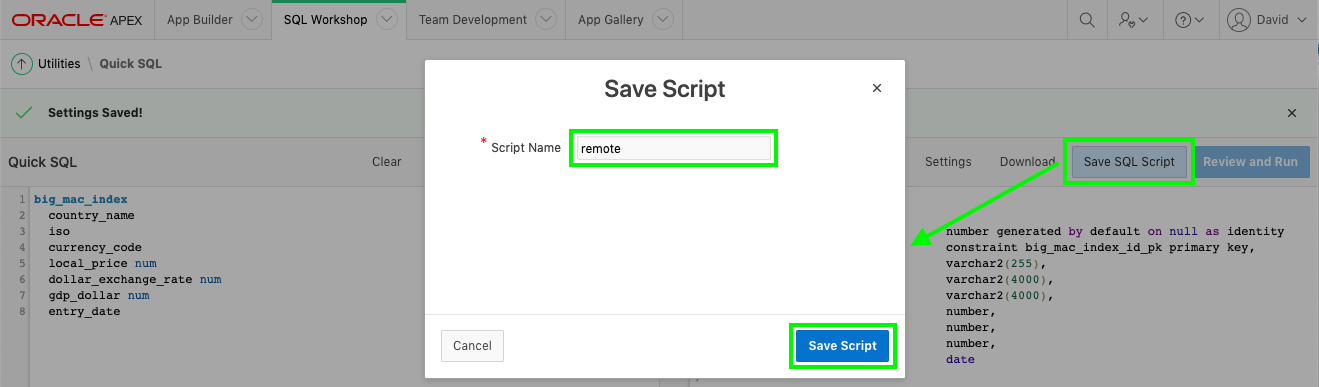 ORACLE APEX App Builder SQL Workshop Team Development App Gallery David
Utilities \ Quick SQL
Settings Saved!
Save Script
* Script Name remote
Quick SQL Clear Settings Download Save SQL Script Review and Run
1 big_mac_index
2 country_name
3 iso
4 currency_code
5 local_price num
6 dollar_exchange_rate num
7 gdp_dollar num
8 entry_date
number generated by default on null as identity
constraint big_mac_index_id_pk primary key,
varchar2(255),
varchar2(4000),
varchar2(4000),
number,
number,
number,
date
Cancel Save Script